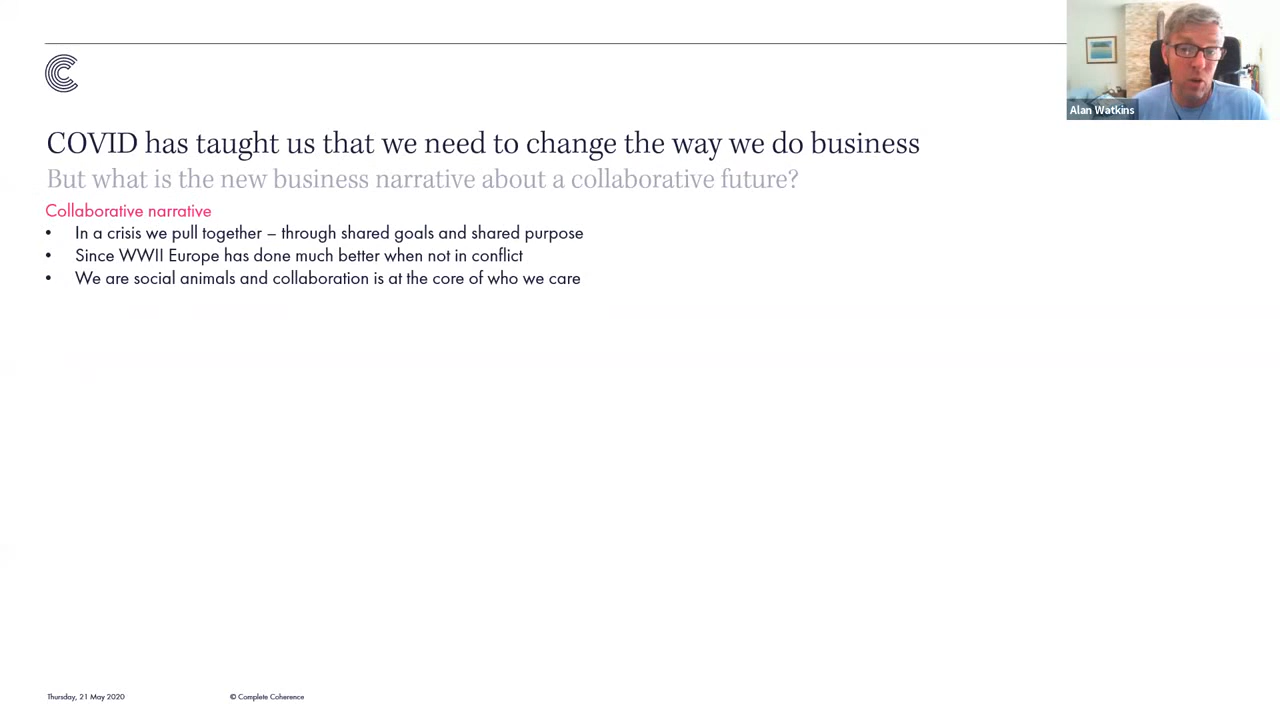 Alan Watkins
COVID has taught us that we need to change the way we do business
But what is the new business narrative about a collaborative future?
Collaborative narrative
• In a crisis we pull together – through shared goals and shared purpose
• Since WWII Europe has done much better when not in conflict
• We are social animals and collaboration is at the core of who we care
Thursday, 21 May 2020
© Complete Coherence